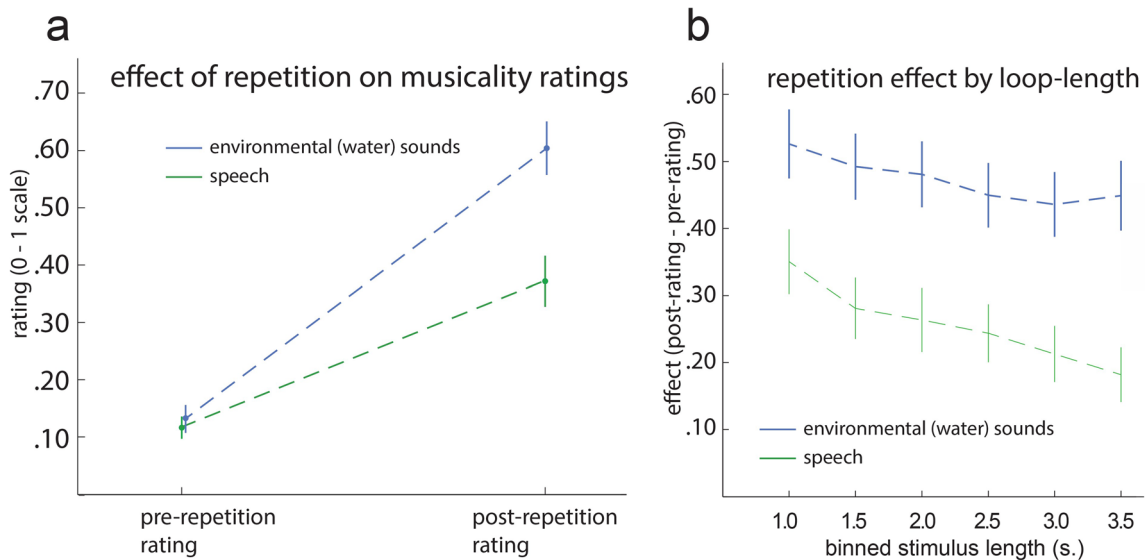 a
effect of repetition on musicality ratings
environmental (water) sounds
speech
rating (0 - 1 scale)
.70
.60
.50
.40
.30
.20
.10
pre-repetition
rating
post-repetition
rating
b
repetition effect by loop-length
effect (post-rating - pre-rating)
.60
.50
.40
.30
.20
.10
environmental (water) sounds
speech
1.0 1.5 2.0 2.5 3.0 3.5
binned stimulus length (s.)